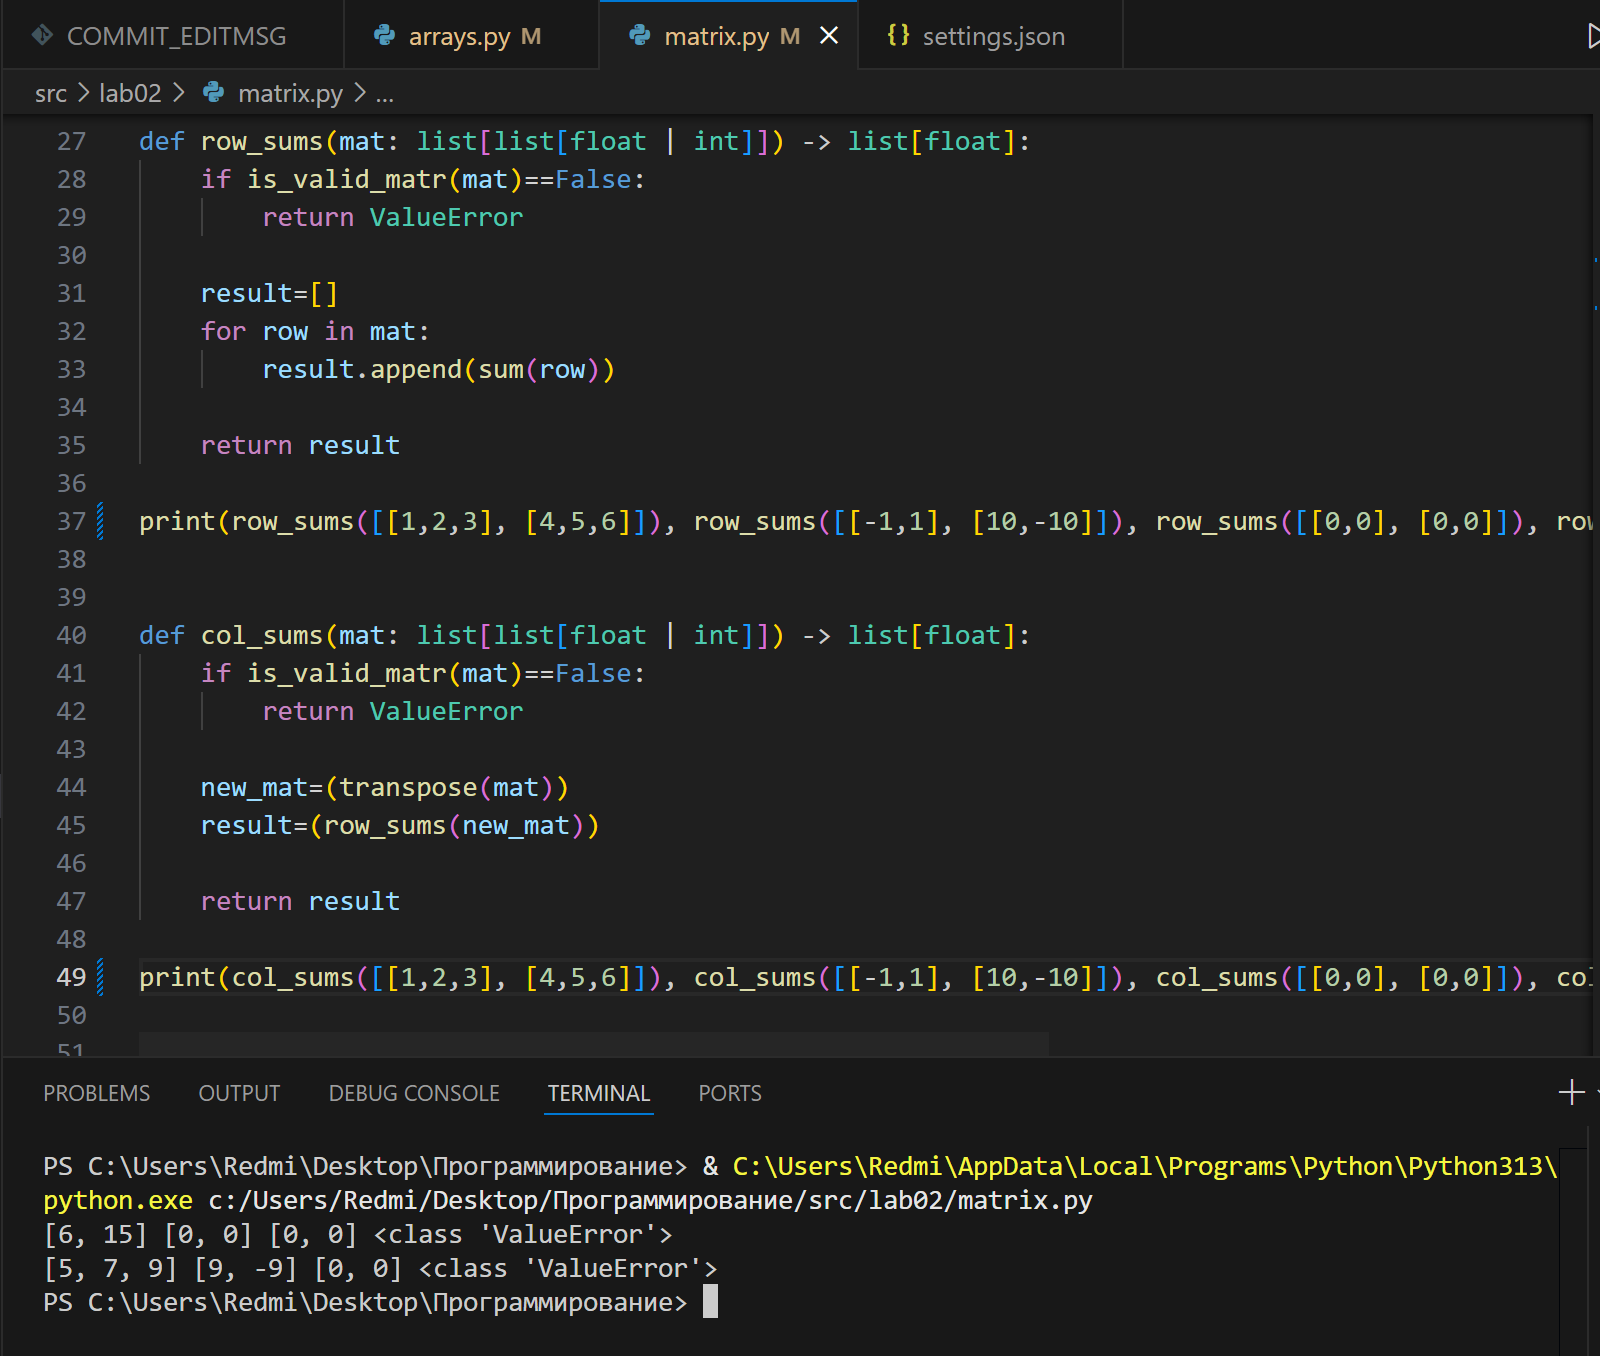 COMMIT_EDITMSG arrays.py M matrix.py M settings.json
src > lab02 > matrix.py > ...
27 def row_sums(mat: list[list[float | int]]) -> list[float]:
28 if is_valid_matr(mat)==False:
29 return ValueError
30
31 result=[]
32 for row in mat:
33 result.append(sum(row))
34
35 return result
36
37 print(row_sums([[1,2,3], [4,5,6]]), row_sums([[-1,1], [10,-10]]), row_sums([[0,0], [0,0]]), row
38
39
40 def col_sums(mat: list[list[float | int]]) -> list[float]:
41 if is_valid_matr(mat)==False:
42 return ValueError
43
44 new_mat=(transpose(mat))
45 result=(row_sums(new_mat))
46
47 return result
48
49 print(col_sums([[1,2,3], [4,5,6]]), col_sums([[-1,1], [10,-10]]), col_sums([[0,0], [0,0]]), col
50
51
PROBLEMS OUTPUT DEBUG CONSOLE TERMINAL PORTS
PS C:\Users\Redmi\Desktop\Программирование> & C:\Users\Redmi\AppData\Local\Programs\Python\Python313\
python.exe c:/Users/Redmi/Desktop/Программирование/src/lab02/matrix.py
[6, 15] [0, 0] [0, 0] <class 'ValueError'>
[5, 7, 9] [9, -9] [0, 0] <class 'ValueError'>
PS C:\Users\Redmi\Desktop\Программирование>